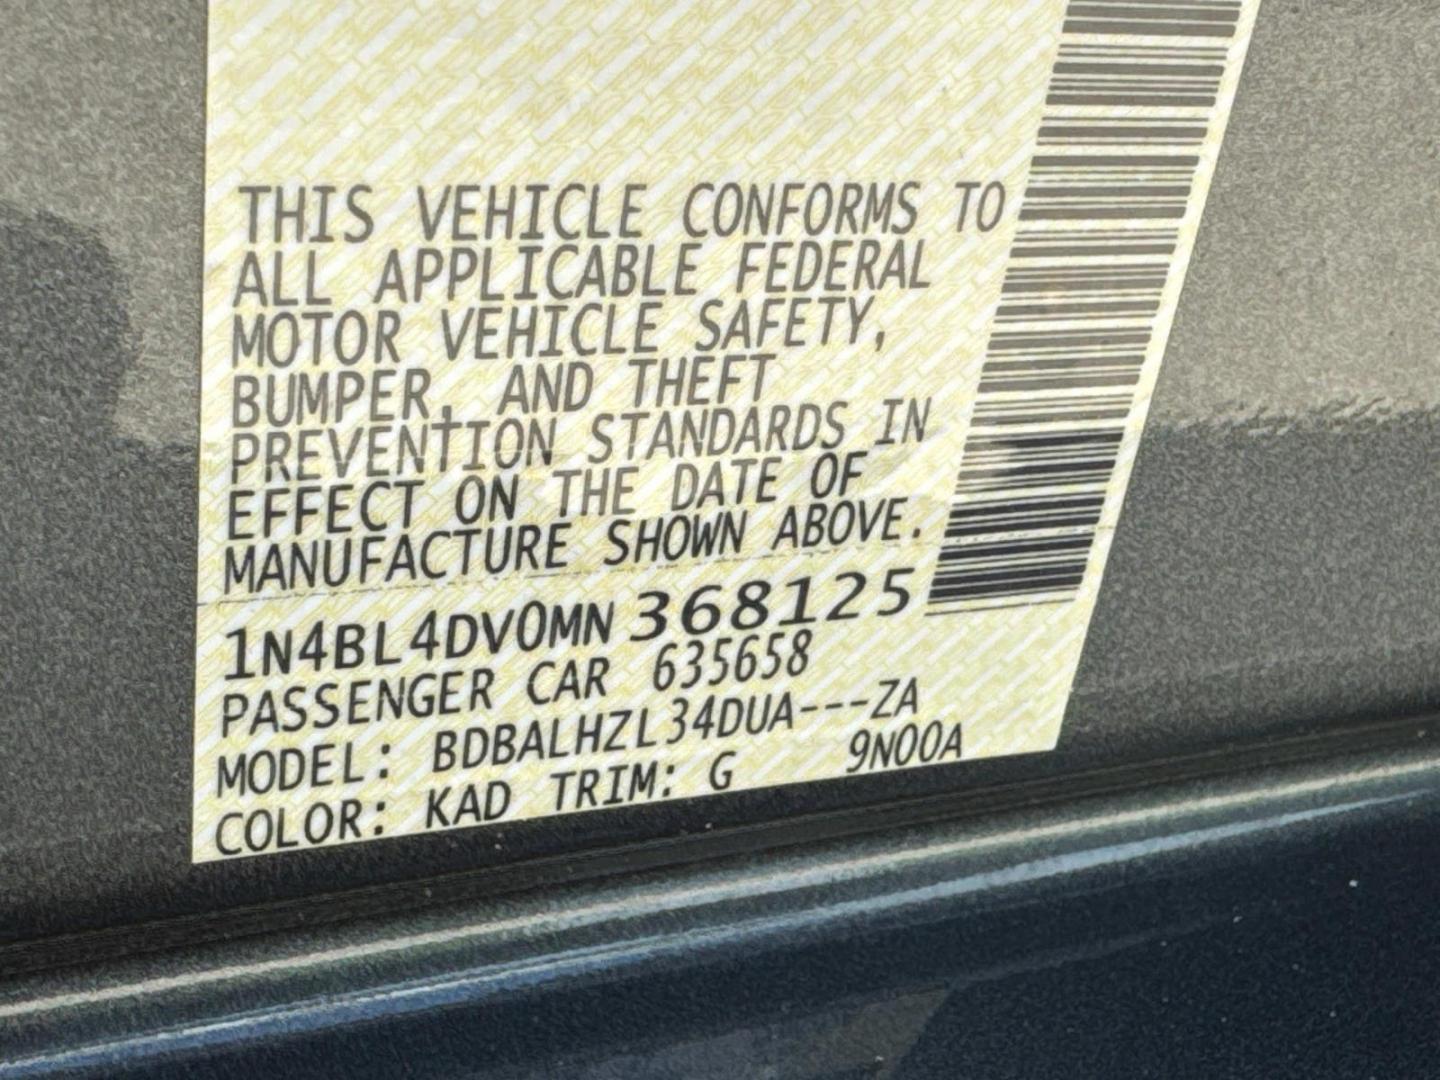 THIS VEHICLE CONFORMS TO
ALL APPLICABLE FEDERAL
MOTOR VEHICLE SAFETY,
BUMPER, AND THEFT
PREVENTION STANDARDS IN
EFFECT ON THE DATE OF
MANUFACTURE SHOWN ABOVE.
1N4BL4DV0MN368125
PASSENGER CAR 635658
MODEL: BDBALHZL34DUA---ZA
COLOR: KAD TRIM: G 9N00A